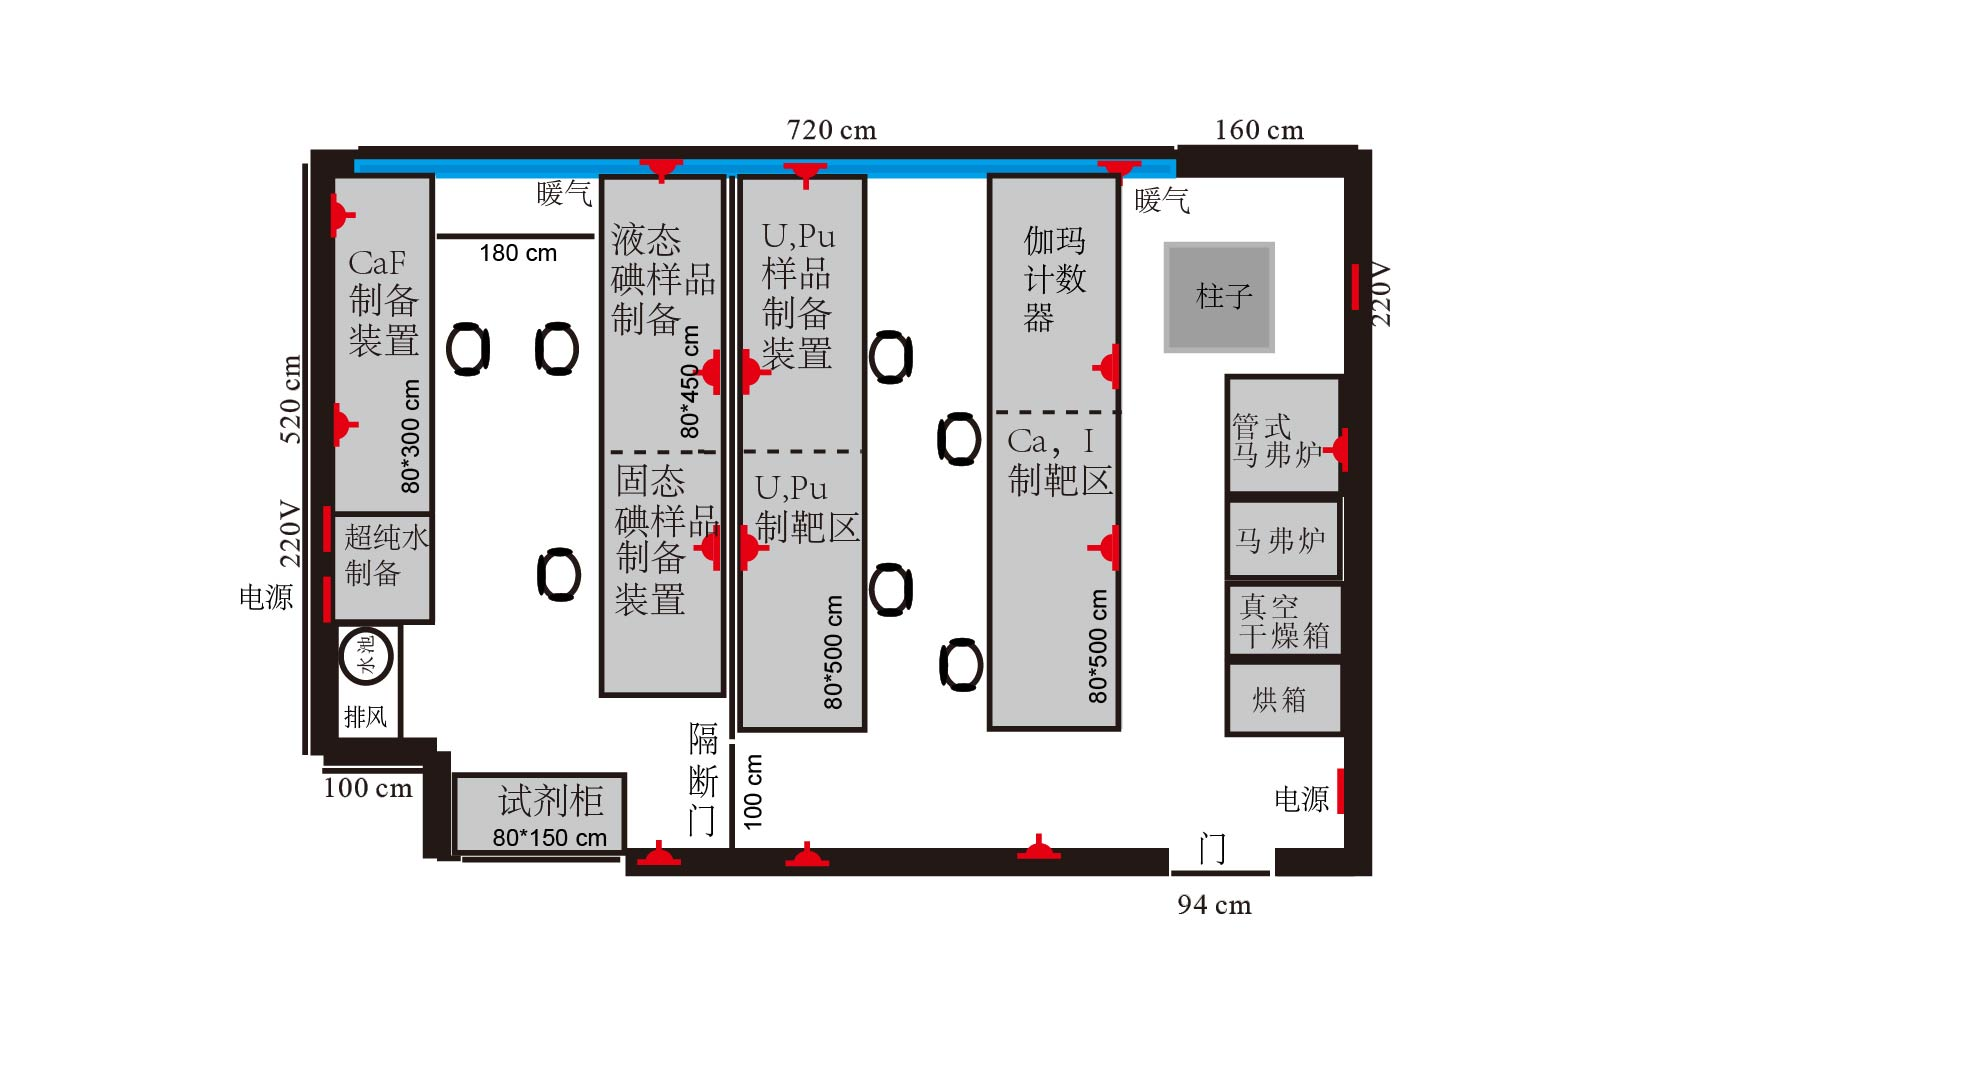 720 cm
160 cm
暖气
暖气
180 cm
CaF
制备
装置
80*300 cm
液态
碘样品
制备
80*450 cm
U,Pu
样品
制备
装置
伽玛
计数
器
柱子
220V
520 cm
固态
碘样品
制备
装置
U,Pu
制靶区
80*500 cm
Ca，I
制靶区
80*500 cm
管式
马弗炉
马弗炉
真空
干燥箱
烘箱
220V
电源
超纯水
制备
水池
排风
100 cm
试剂柜
80*150 cm
隔
断
门
100 cm
电源
门
94 cm